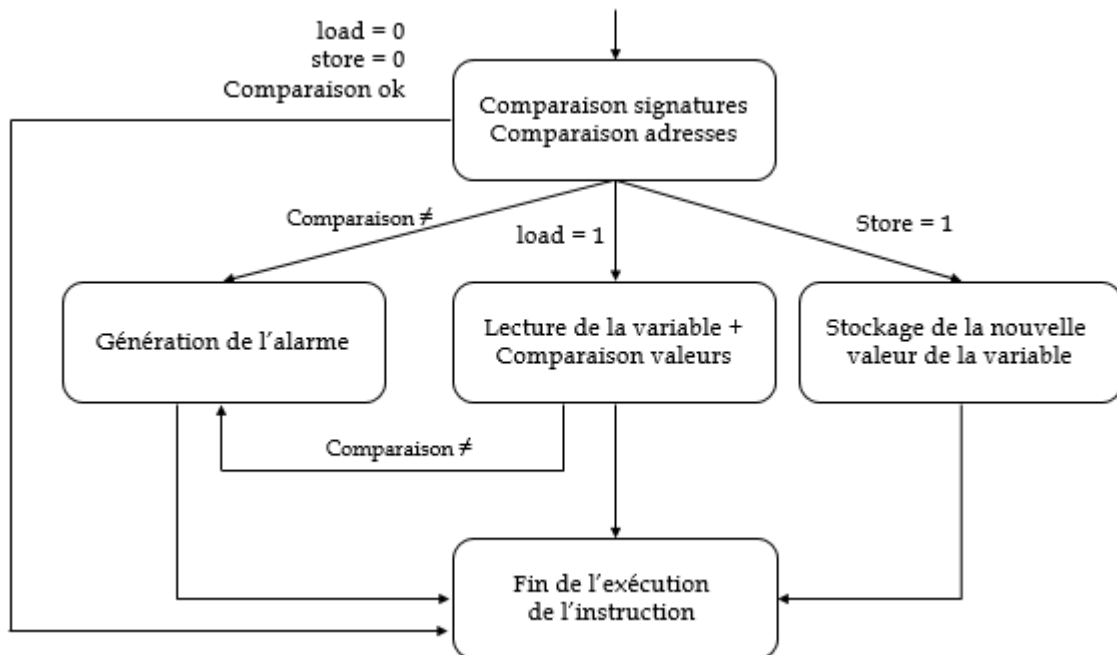 load = 0
store = 0
Comparaison ok
Comparaison signatures
Comparaison adresses
Comparaison ≠
load = 1
Store = 1
Génération de l'alarme
Lecture de la variable +
Comparaison valeurs
Stockage de la nouvelle
valeur de la variable
Comparaison ≠
Fin de l'exécution
de l'instruction